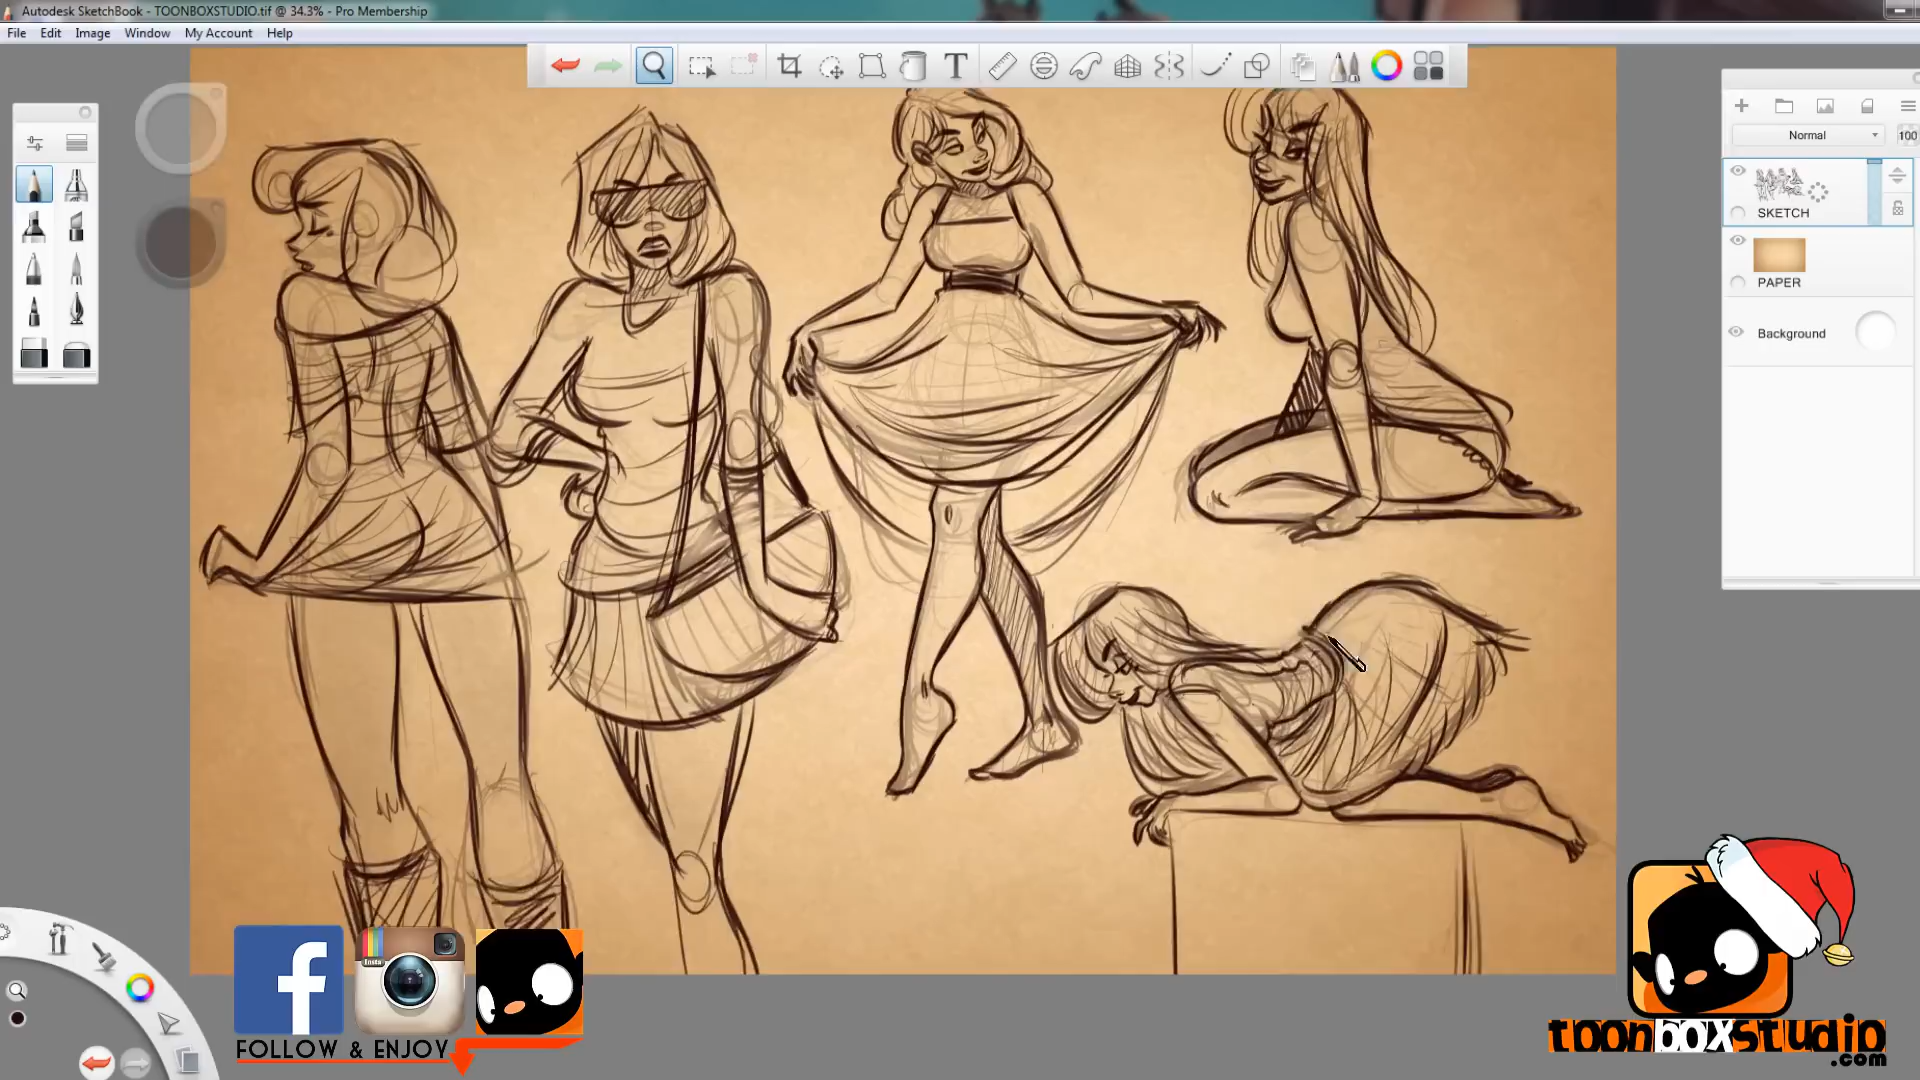 Autodesk SketchBook - TOONBOXSTUDIO.tif @ 34.3% - Pro Membership
File Edit Image Window My Account Help
T
Normal 100
SKETCH
PAPER
Background
f
Insta
FOLLOW & ENJOY
toonboxstudio
.com